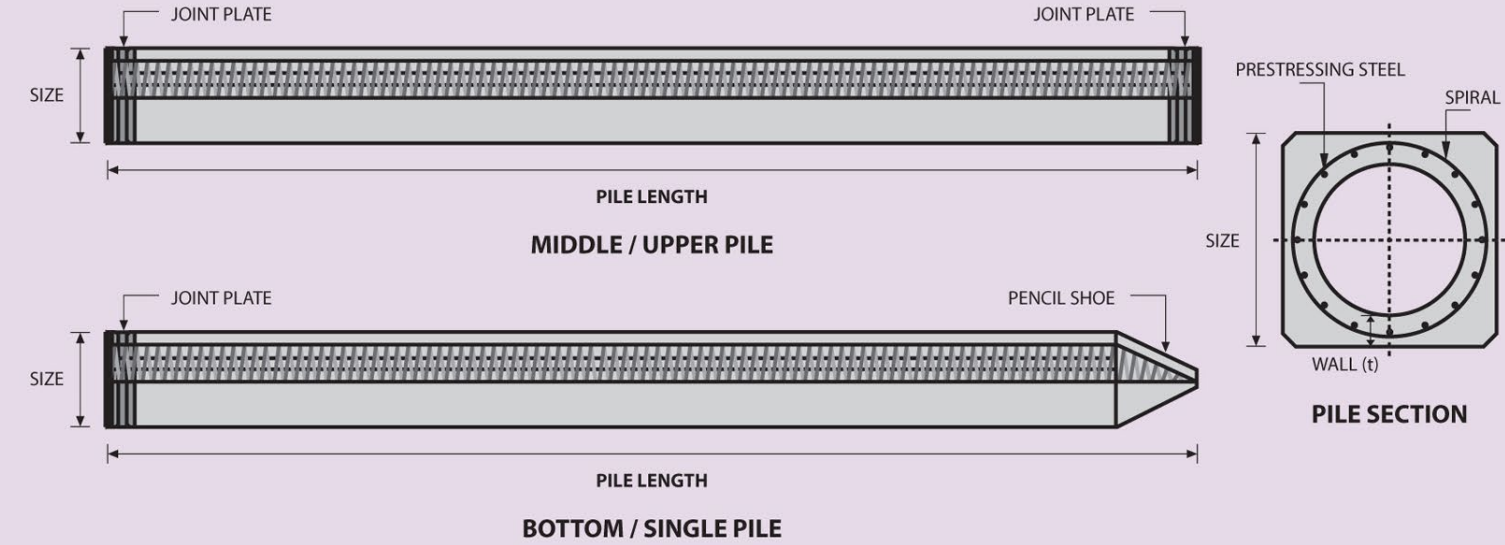 JOINT PLATE
JOINT PLATE
SIZE
PILE LENGTH
MIDDLE / UPPER PILE
JOINT PLATE
PENCIL SHOE
SIZE
PILE LENGTH
BOTTOM / SINGLE PILE
PRESTRESSING STEEL
SPIRAL
SIZE
WALL (t)
PILE SECTION